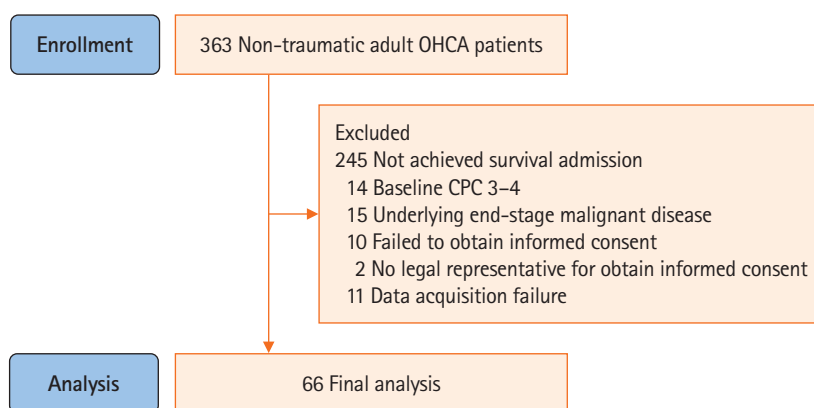 Enrollment
363 Non-traumatic adult OHCA patients
Excluded
245 Not achieved survival admission
14 Baseline CPC 3–4
15 Underlying end-stage malignant disease
10 Failed to obtain informed consent
2 No legal representative for obtain informed consent
11 Data acquisition failure
Analysis
66 Final analysis